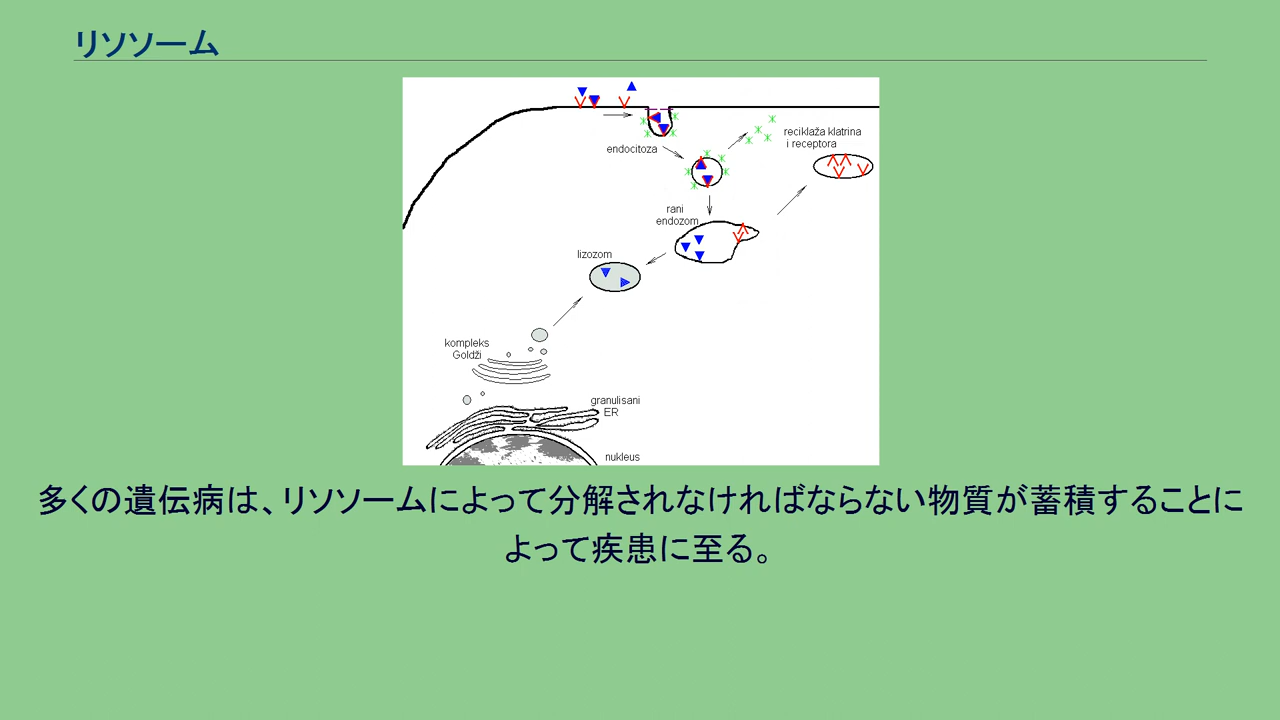 リソソーム
reciklaža klatrina
i receptora
endocitoza
rani
endozom
lizozom
kompleks
Goldži
granulisani
ER
nukleus
多くの遺伝病は、リソソームによって分解されなければならない物質が蓄積することに
よって疾患に至る。